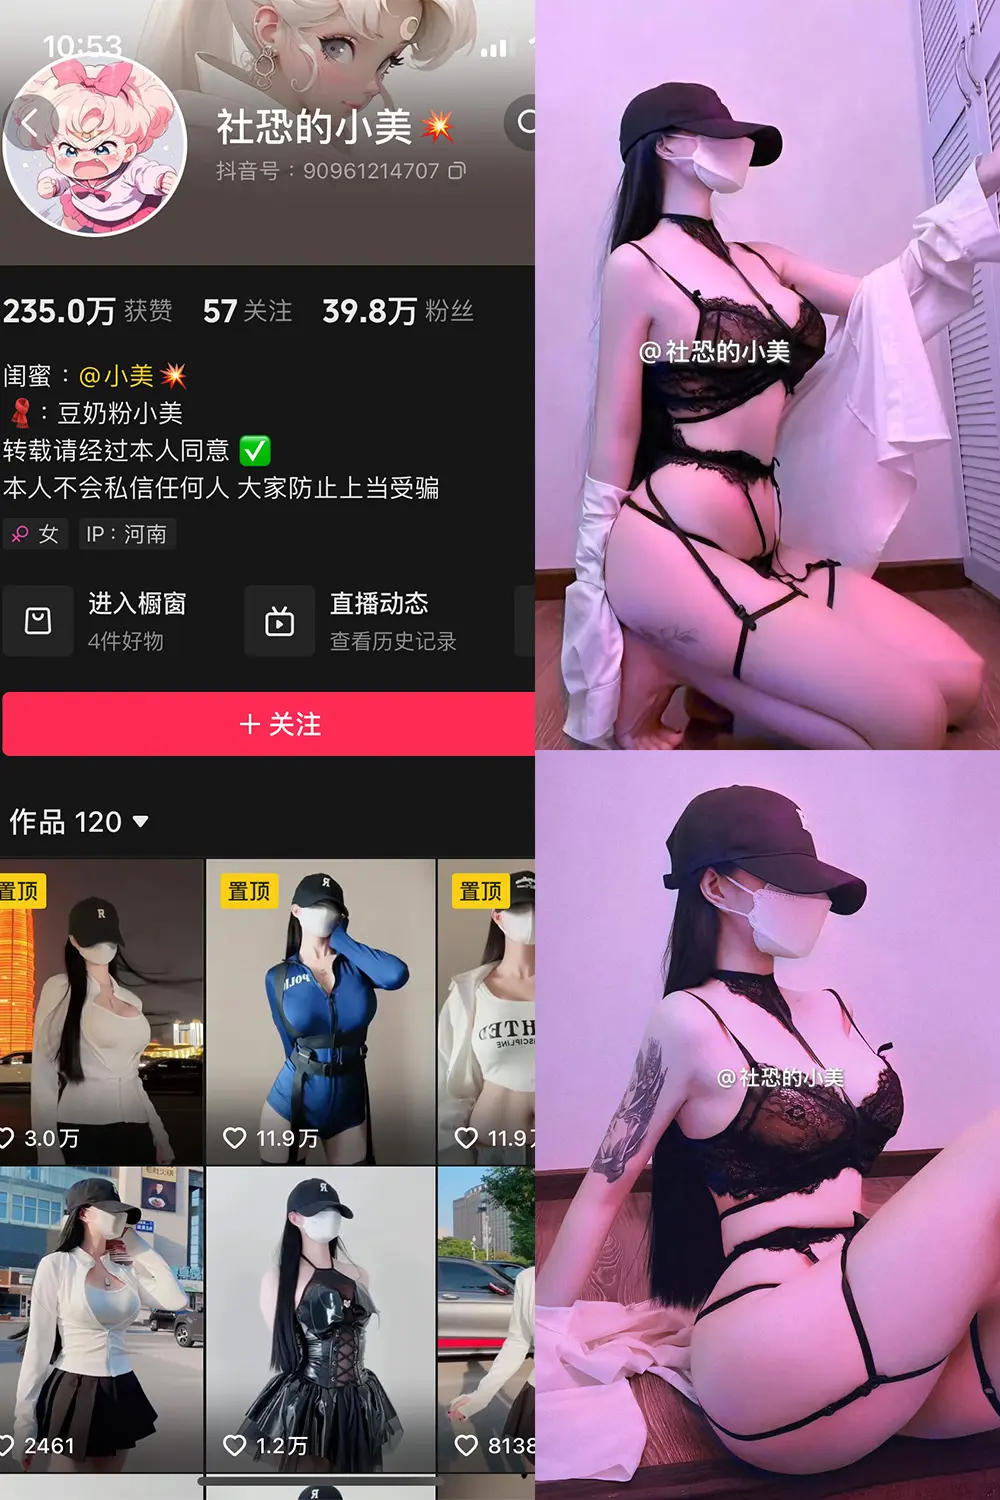 10:53
社恐的小美💥
抖音号：90961214707
235.0万 获赞 57 关注 39.8万 粉丝
闺蜜：@小美💥
🧣：豆奶粉小美
转载请经过本人同意 ✅
本人不会私信任何人 大家防止上当受骗
女 IP：河南
进入橱窗
4件好物
直播动态
查看历史记录
+ 关注
作品 120
置顶
置顶
置顶
R
R
POLI
HTED
DISCIPLINE
3.0万
11.9万
11.9万
R
2461
1.2万
8138
@社恐的小美
@社恐的小美